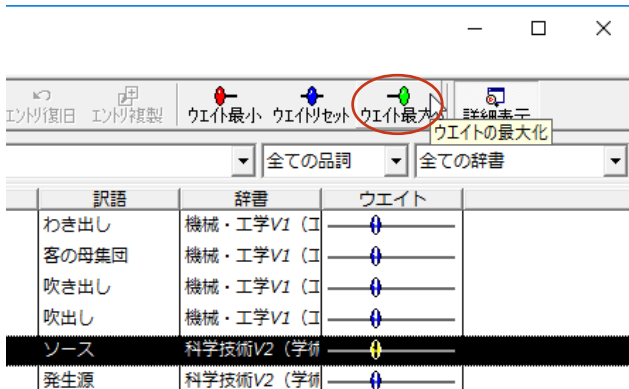 エントリ復旧 エントリ複製 ウエイト最小 ウエイトリセット ウエイト最大 詳細表示
ウエイトの最大化
全ての品詞 全ての辞書
訳語 辞書 ウエイト
わき出し 機械・工学V1（エ
客の母集団 機械・工学V1（エ
吹き出し 機械・工学V1（エ
吹出し 機械・工学V1（エ
ソース 科学技術V2（学術
発生源 科学技術V2（学術